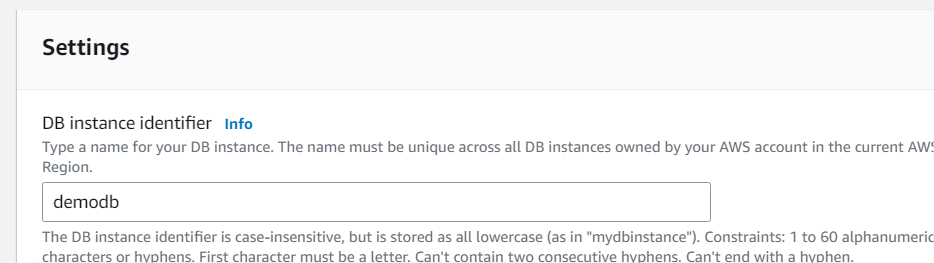 Settings
DB instance identifier Info
Type a name for your DB instance. The name must be unique across all DB instances owned by your AWS account in the current AWS
Region.
demodb
The DB instance identifier is case-insensitive, but is stored as all lowercase (as in "mydbinstance"). Constraints: 1 to 60 alphanumeric
characters or hyphens. First character must be a letter. Can't contain two consecutive hyphens. Can't end with a hyphen.